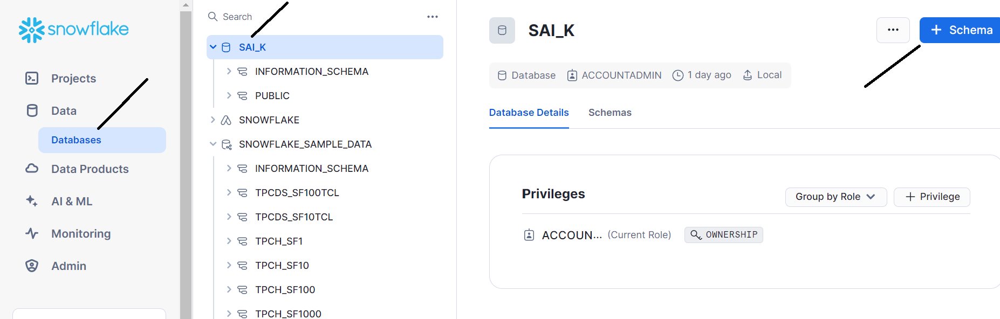 snowflake
Projects
Data
Databases
Data Products
AI & ML
Monitoring
Admin
Search
SAI_K
INFORMATION_SCHEMA
PUBLIC
SNOWFLAKE
SNOWFLAKE_SAMPLE_DATA
INFORMATION_SCHEMA
TPCDS_SF100TCL
TPCDS_SF10TCL
TPCH_SF1
TPCH_SF10
TPCH_SF100
TPCH_SF1000
SAI_K
... + Schema
Database ACCOUNTADMIN 1 day ago Local
Database Details Schemas
Privileges Group by Role + Privilege
ACCOUN... (Current Role) OWNERSHIP